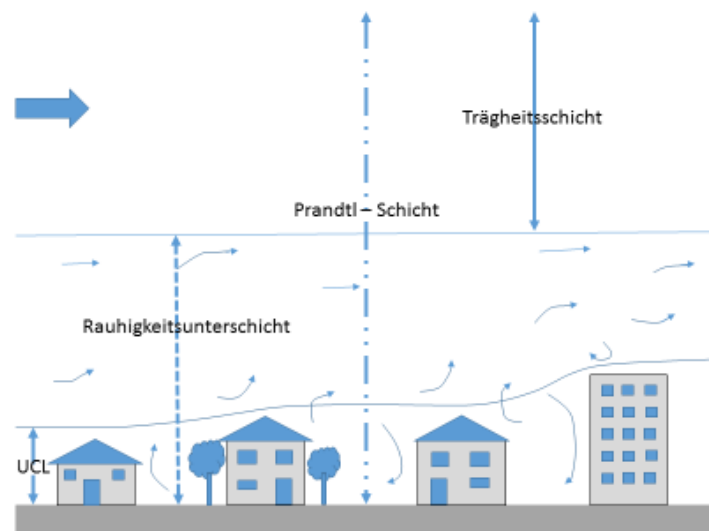 Trägheitsschicht
Prandtl – Schicht
Rauhigkeitsunterschicht
UCL